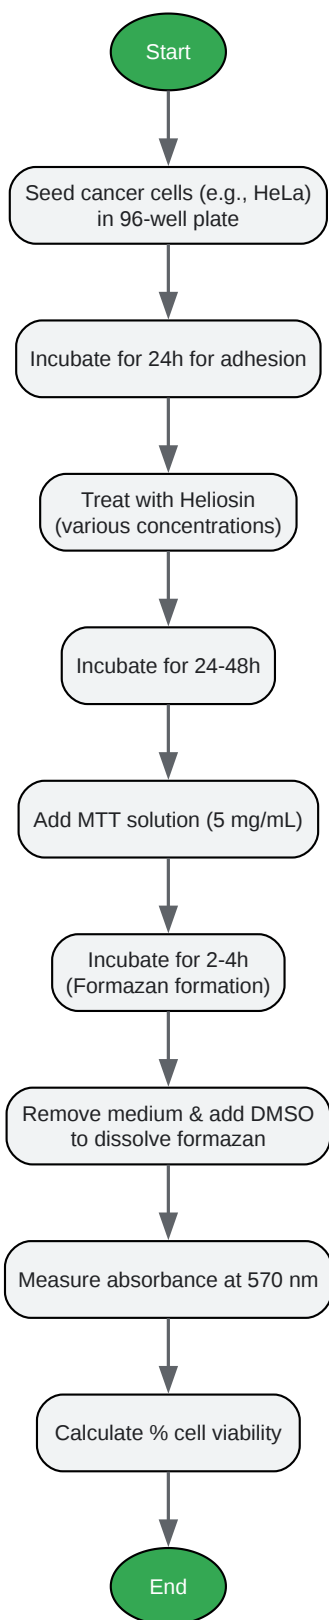 Start
Seed cancer cells (e.g., HeLa)
in 96-well plate
Incubate for 24h for adhesion
Treat with Heliosin
(various concentrations)
Incubate for 24-48h
Add MTT solution (5 mg/mL)
Incubate for 2-4h
(Formazan formation)
Remove medium & add DMSO
to dissolve formazan
Measure absorbance at 570 nm
Calculate % cell viability
End